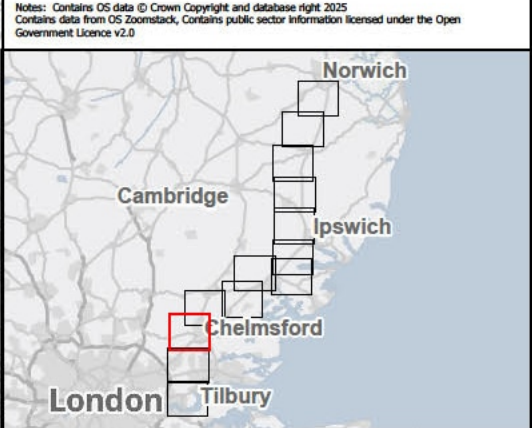 Notes: Contains OS data © Crown Copyright and database right 2025
Contains data from OS Zoomstack, Contains public sector information licensed under the Open
Government Licence v2.0
Norwich
Cambridge
Ipswich
Chelmsford
London
Tilbury